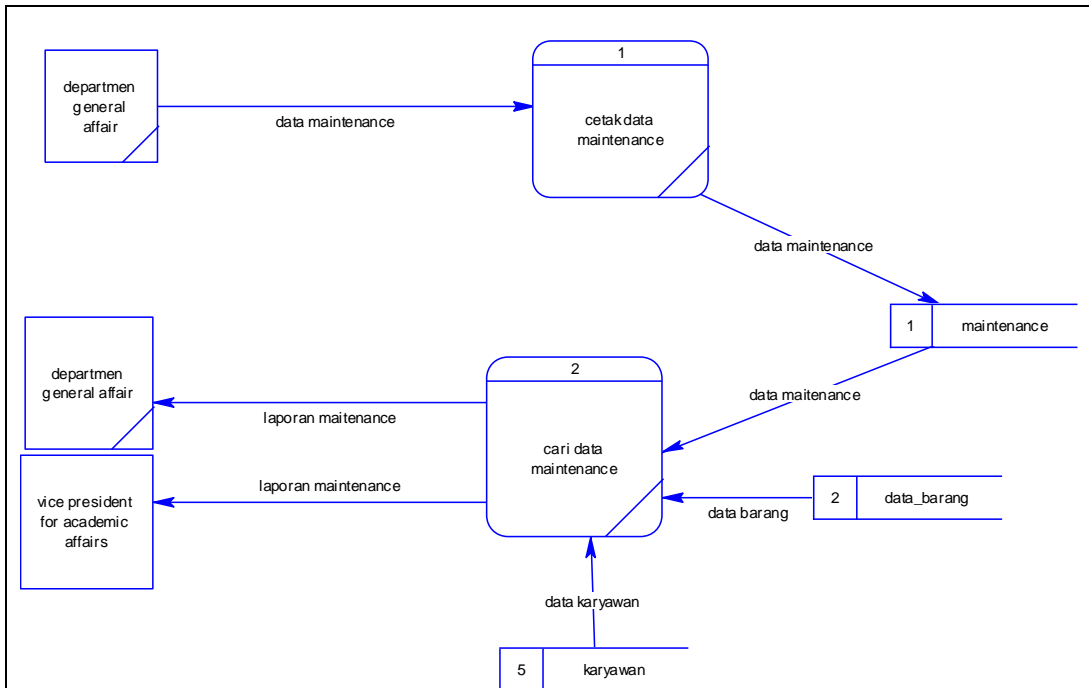 departmen
general
affair
data maintenance
1
cetak data
maintenance
data maintenance
1
maintenance
data maitenance
departmen
general affair
laporan maitenance
2
cari data
maintenance
vice president
for academic
affairs
laporan maintenance
data barang
2
data_barang
data karyawan
5
karyawan